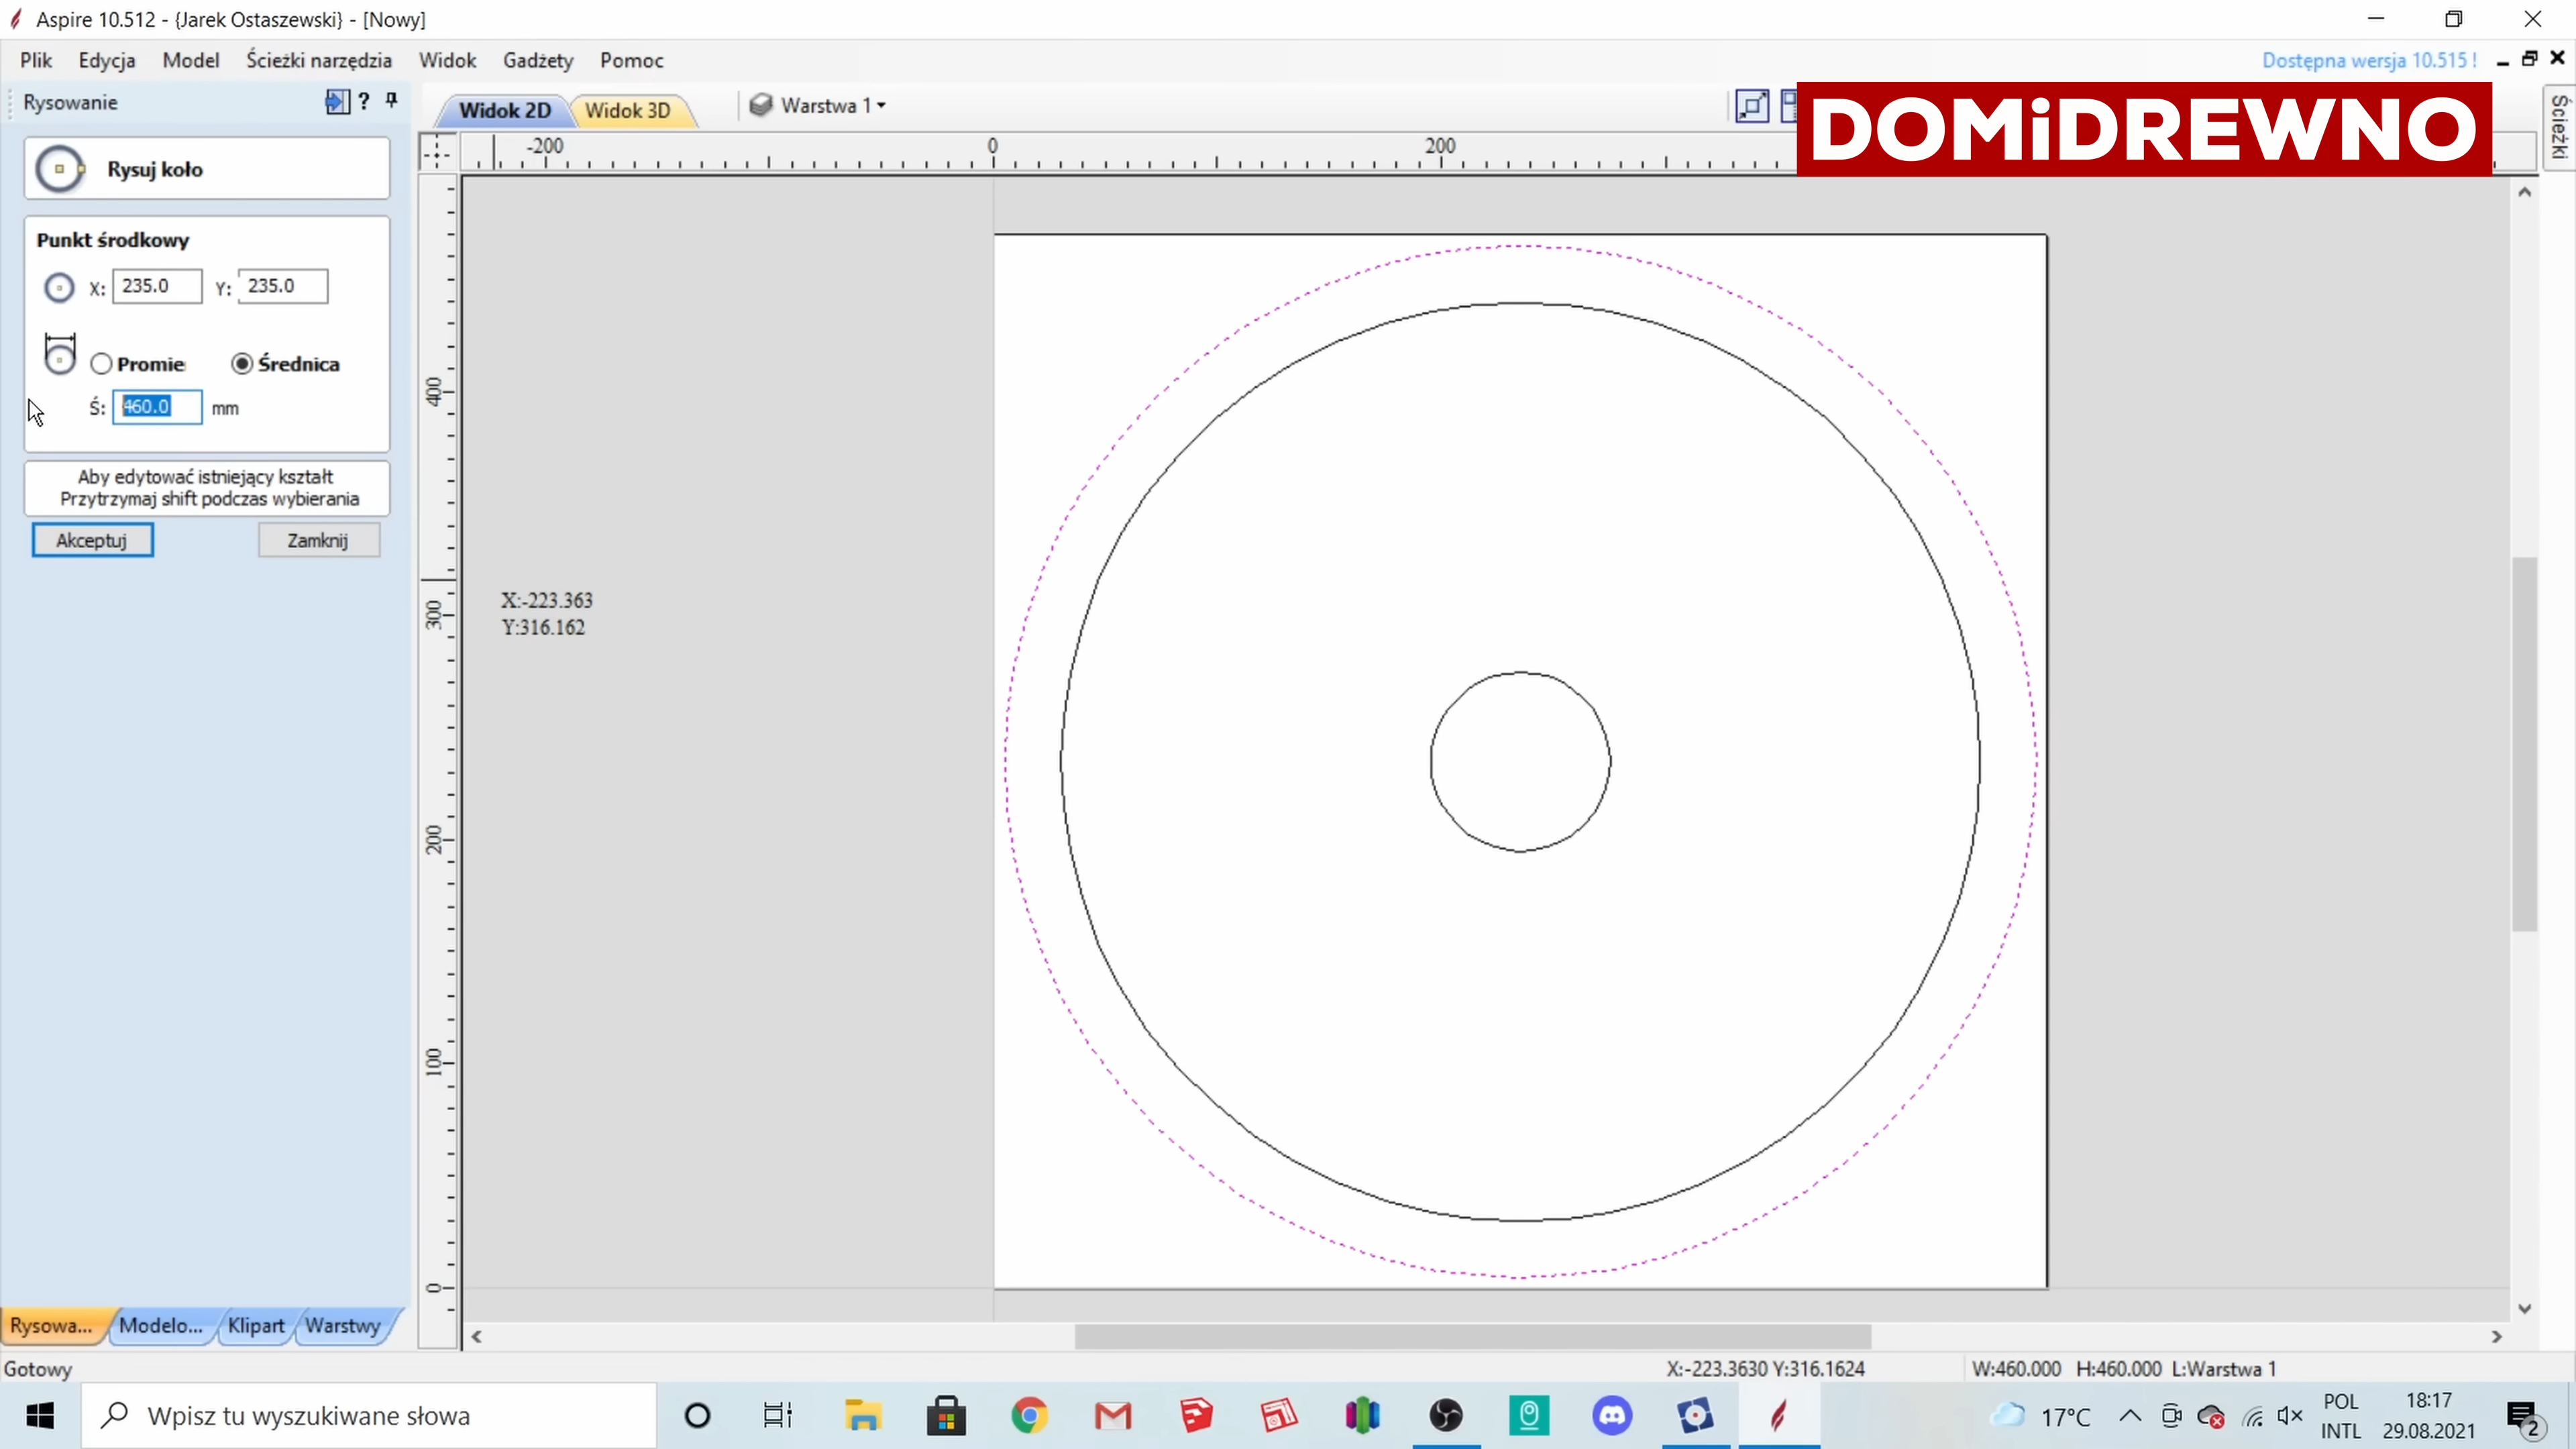 Aspire 10.512 - {Jarek Ostaszewski} - [Nowy]
Plik Edycja Model Ścieżki narzędzia Widok Gadżety Pomoc
Dostępna wersja 10.515 !
Rysowanie
Widok 2D Widok 3D Warstwa 1
DOMiDREWNO
Ścieżki
-200 0 200
Rysuj koło
Punkt środkowy
X: 235.0 Y: 235.0
Promie Średnica
Ś: 460.0 mm
Aby edytować istniejący kształt
Przytrzymaj shift podczas wybierania
Akceptuj Zamknij
400
300
200
100
0
X:-223.363
Y:316.162
Rysowa... Modelo... Klipart Warstwy
Gotowy
X:-223.3630 Y:316.1624
W:460.000 H:460.000 L:Warstwa 1
Wpisz tu wyszukiwane słowa
17°C
POL
INTL
18:17
29.08.2021
2